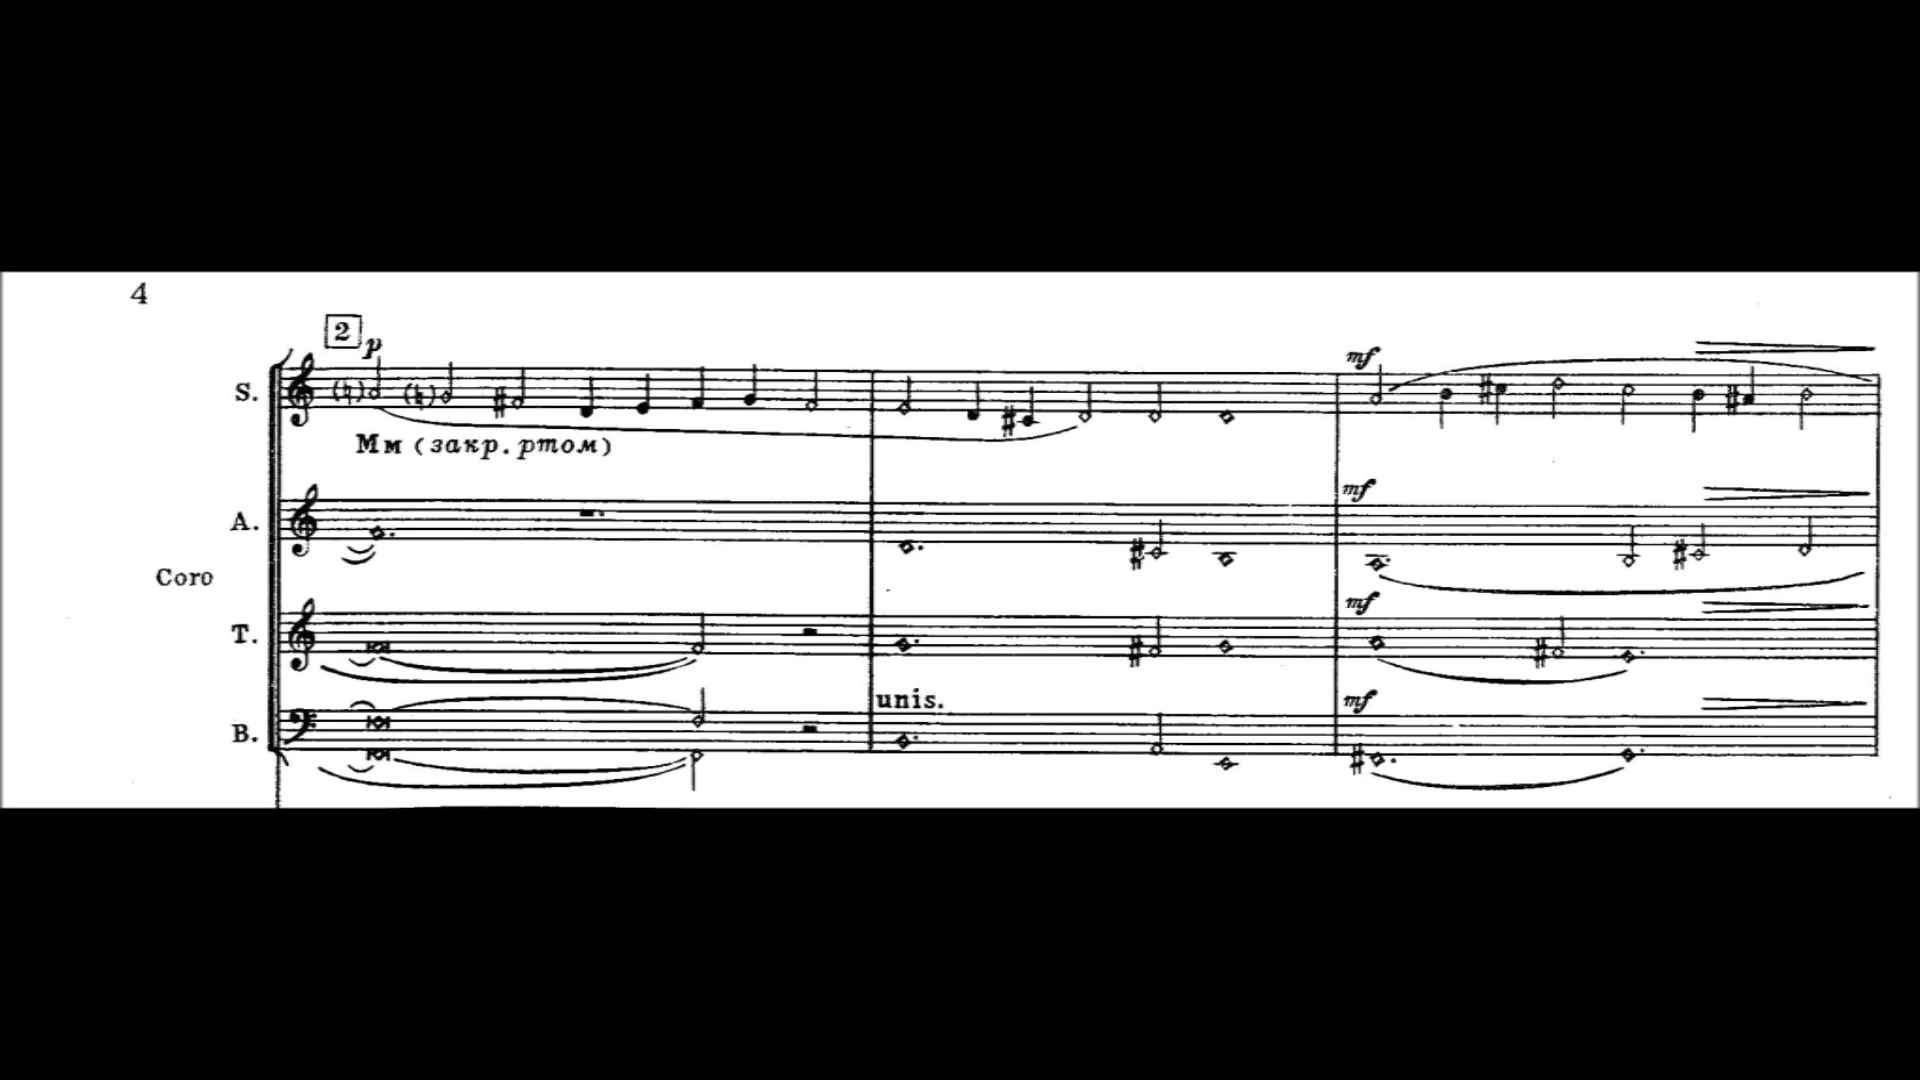 4
2 p
S.
Мм (закр. ртом)
mf
A.
mf
Coro
T.
mf
B.
unis.
mf